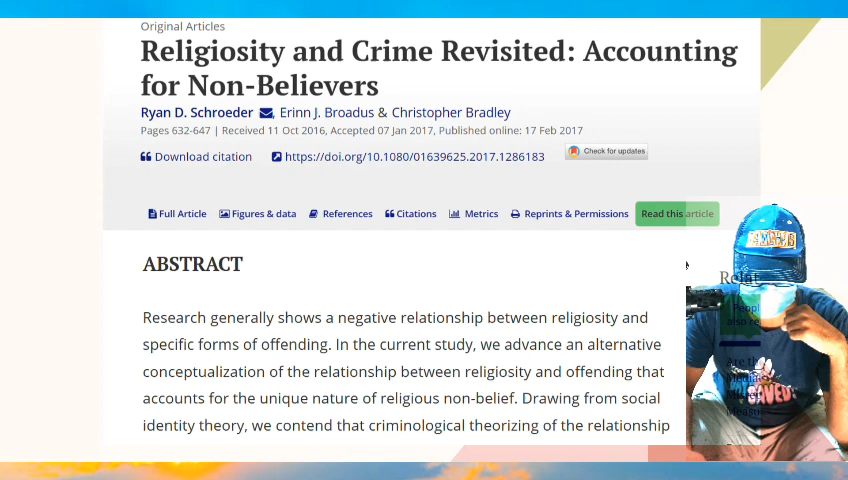 Original Articles
Religiosity and Crime Revisited: Accounting
for Non-Believers
Ryan D. Schroeder, Erinn J. Broadus & Christopher Bradley
Pages 632-647 | Received 11 Oct 2016, Accepted 07 Jan 2017, Published online: 17 Feb 2017
Download citation https://doi.org/10.1080/01639625.2017.1286183 Check for updates
Full Article Figures & data References Citations Metrics Reprints & Permissions Read this article
ABSTRACT
Research generally shows a negative relationship between religiosity and
specific forms of offending. In the current study, we advance an alternative
conceptualization of the relationship between religiosity and offending that
accounts for the unique nature of religious non-belief. Drawing from social
identity theory, we contend that criminological theorizing of the relationship
also re
Are th
SAVED